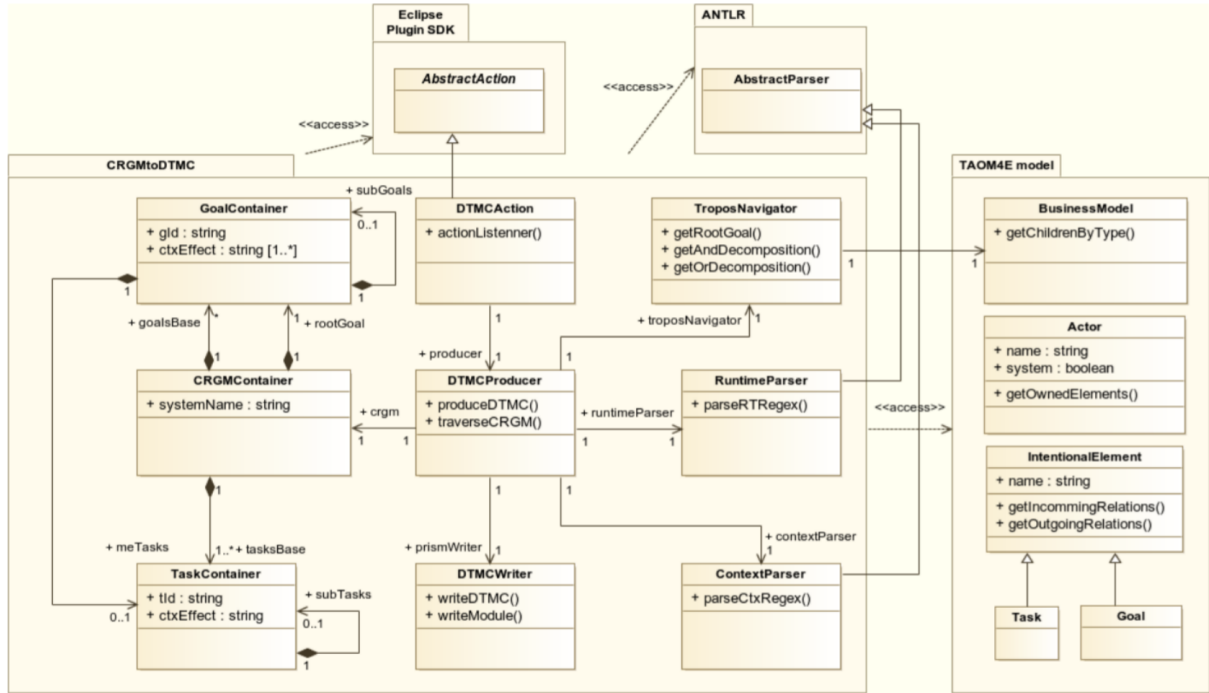 Eclipse
Plugin SDK
ANTLR
AbstractAction
AbstractParser
<<access>>
<<access>>
CRGMtoDTMC
TAOM4E model
+ subGoals
GoalContainer
+ gId : string
+ ctxEffect : string [1..*]
0..1
1
1
DTMCAction
+ actionListenner()
TroposNavigator
+ getRootGoal()
+ getAndDecomposition()
+ getOrDecomposition()
1
1
BusinessModel
+ getChildrenByType()
+ goalsBase
*
1
+ rootGoal
1
1
1
+ producer
1
+ troposNavigator
1
1
Actor
+ name : string
+ system : boolean
+ getOwnedElements()
CRGMContainer
+ systemName : string
+ crgm
1
1
DTMCProducer
+ produceDTMC()
+ traverseCRGM()
+ runtimeParser
1
1
RuntimeParser
+ parseRTRegex()
<<access>>
IntentionalElement
+ name : string
+ getIncommingRelations()
+ getOutgoingRelations()
1
1
1
+ meTasks
1..*
+ tasksBase
+ prismWriter
1
+ contextParser
1
TaskContainer
+ tId : string
+ ctxEffect : string
0..1
+ subTasks
0..1
1
DTMCWriter
+ writeDTMC()
+ writeModule()
ContextParser
+ parseCtxRegex()
Task
Goal